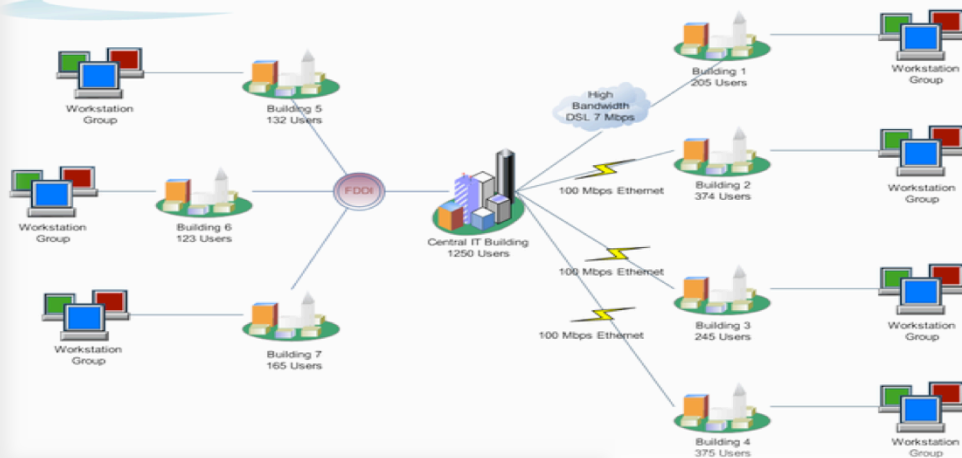 Building 1
205 Users
Workstation
Group
High
Bandwidth
DSL 7 Mbps
Building 5
132 Users
Workstation
Group
100 Mbps Ethernet
Building 2
374 Users
Workstation
Group
FDDI
Building 6
123 Users
Workstation
Group
Central IT Building
1250 Users
100 Mbps Ethernet
Building 3
245 Users
Workstation
Group
100 Mbps Ethernet
Building 7
165 Users
Workstation
Group
Building 4
375 Users
Workstation
Group